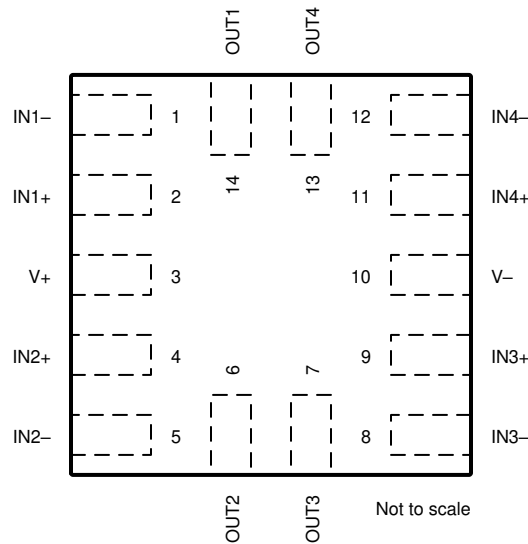 OUT1
OUT4
IN1–
1
12
IN4–
IN1+
2
14
13
11
IN4+
V+
3
10
V–
IN2+
4
6
7
9
IN3+
IN2–
5
8
IN3–
OUT2
OUT3
Not to scale